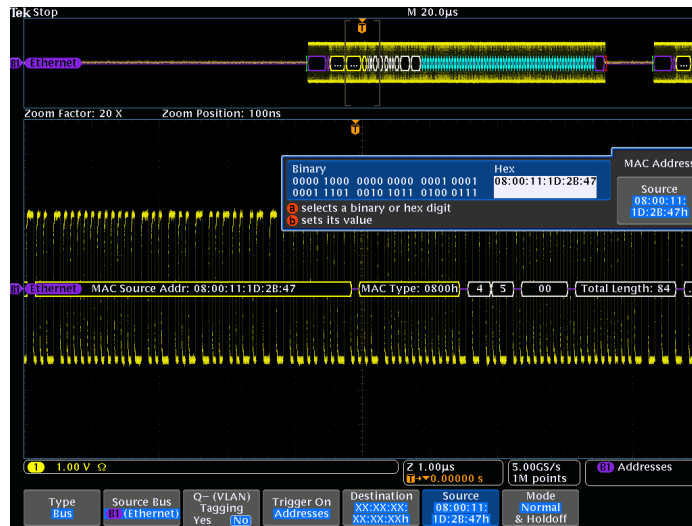 Tek Stop
M 20.0µs
T
B1 Ethernet
... ... ...
Zoom Factor: 20 X
Zoom Position: 100ns
T
Binary
Hex
0000 1000 0000 0000 0001 0001
08:00:11:1D:2B:47
0001 1101 0010 1011 0100 0111
a selects a binary or hex digit
b sets its value
MAC Address
Source
08:00:11:
1D:2B:47h
B1 Ethernet
MAC Source Addr: 08:00:11:1D:2B:47
MAC Type: 0800h
4
5
00
Total Length: 84
1 1.00 V Ω
Z 1.00µs
T→▼0.00000 s
5.00GS/s
1M points
B1 Addresses
Type
Bus
Source Bus
B1 (Ethernet)
Q- (VLAN)
Tagging
Yes No
Trigger On
Addresses
Destination
XX:XX:XX:
XX:XX:XXh
Source
08:00:11:
1D:2B:47h
Mode
Normal
& Holdoff